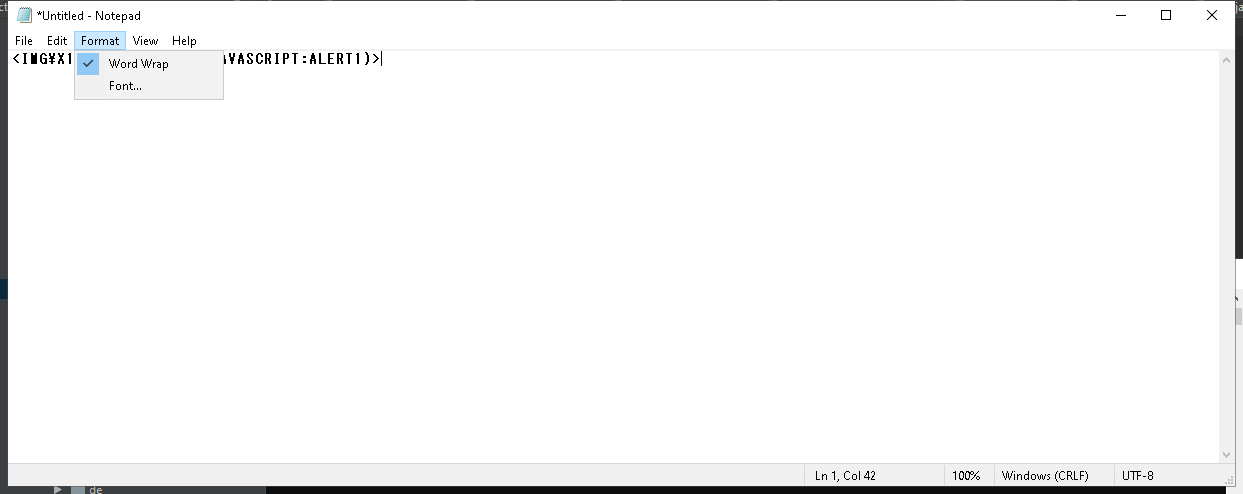 *Untitled - Notepad
File Edit Format View Help
<IMG¥X1 AVASCRIPT:ALERT1)>
Word Wrap
Font...
Ln 1, Col 42 100% Windows (CRLF) UTF-8
de